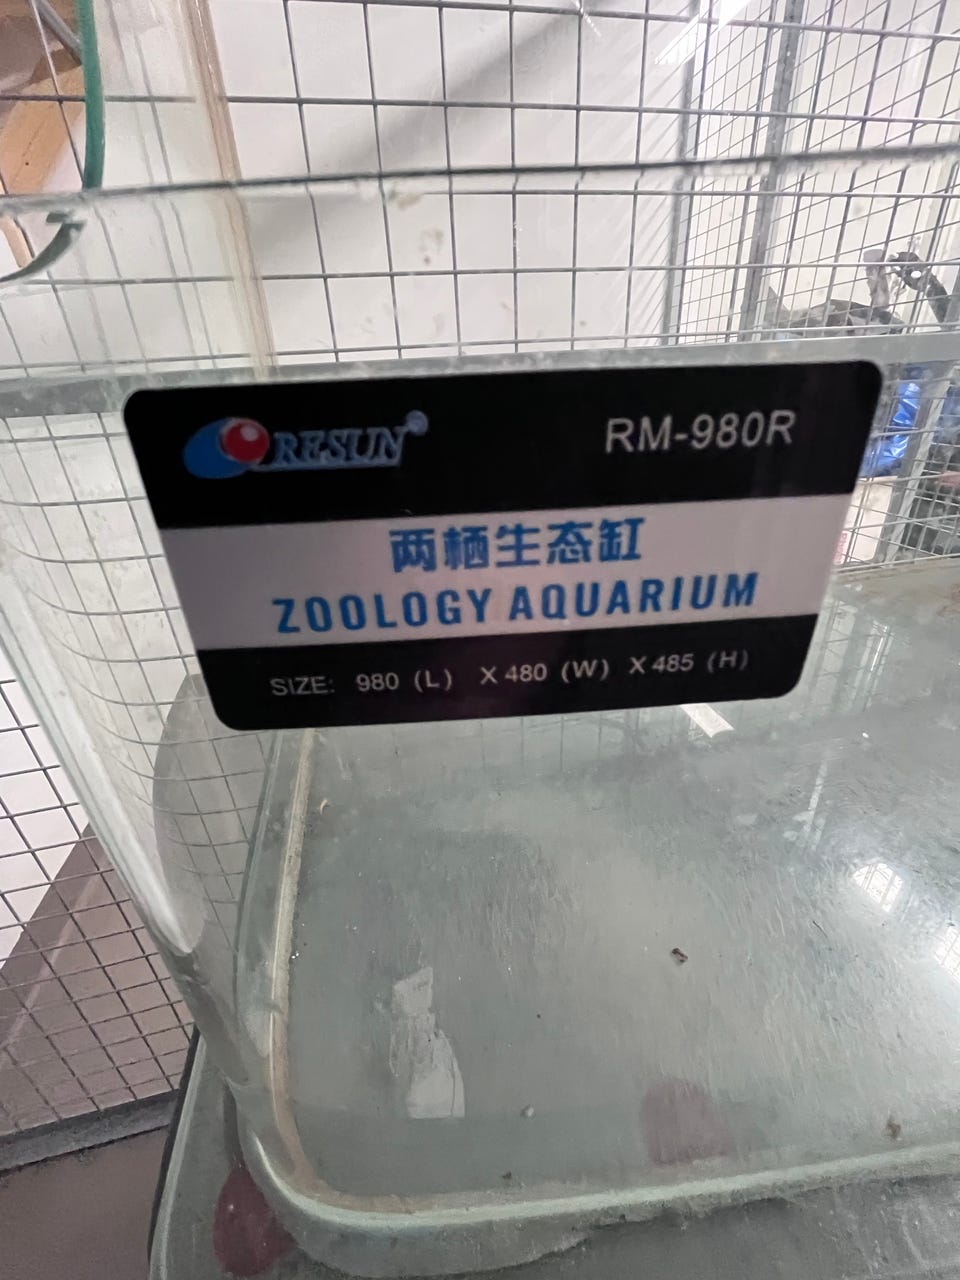 RESUN®
RM-980R
两栖生态缸
ZOOLOGY AQUARIUM
SIZE: 980 (L) X 480 (W) X 485 (H)